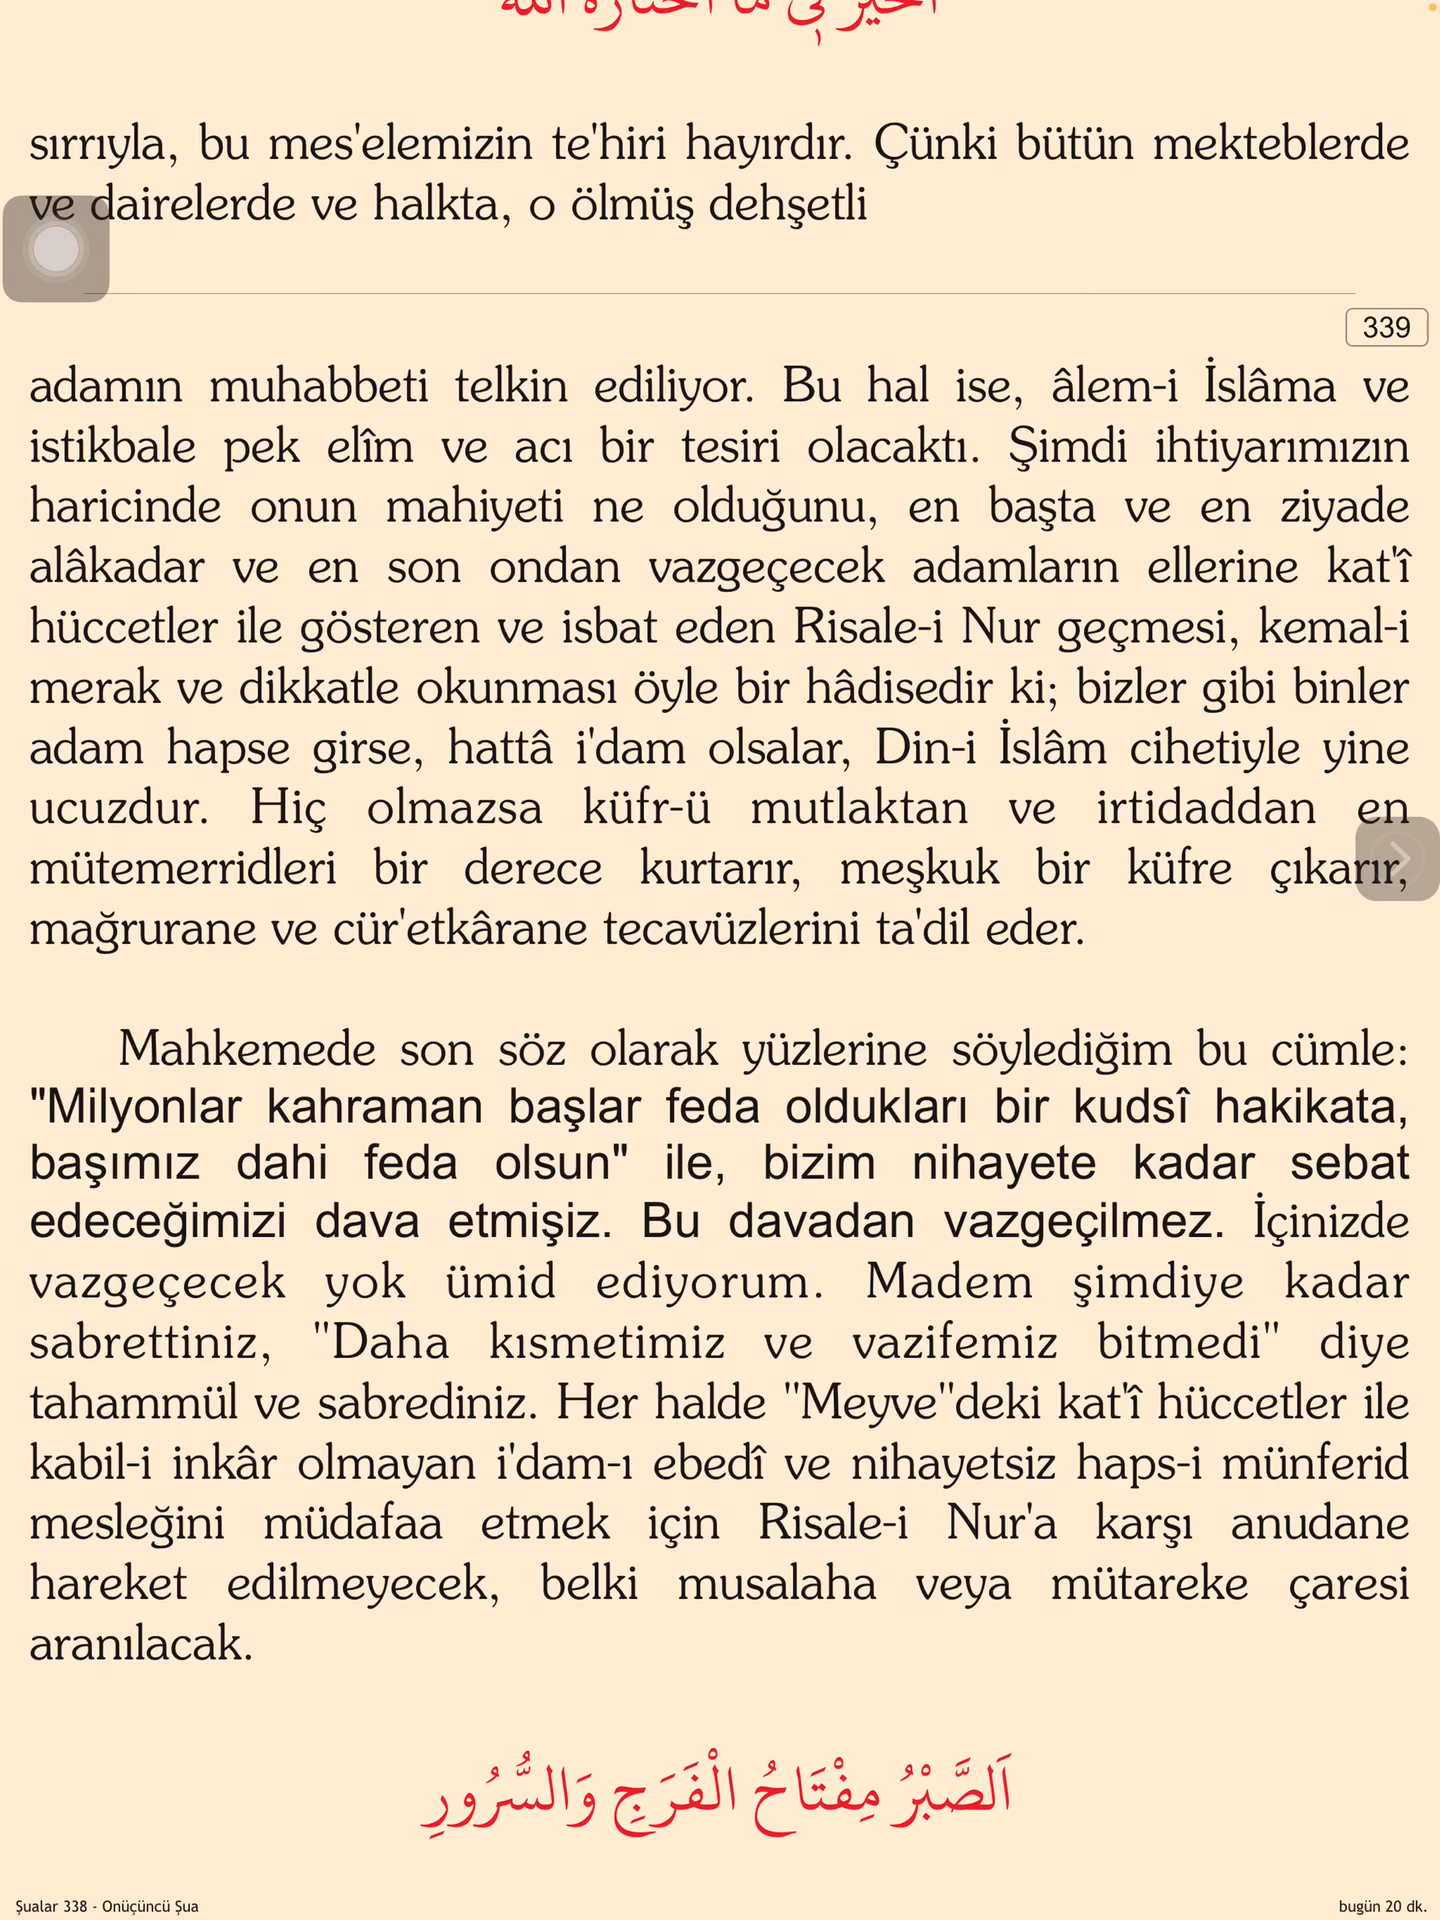 الخير في ما اختاره الله
sırrıyla, bu mes'elemizin te'hiri hayırdır. Çünki bütün mekteblerde
ve dairelerde ve halkta, o ölmüş dehşetli
339
adamın muhabbeti telkin ediliyor. Bu hal ise, âlem-i İslâma ve
istikbale pek elîm ve acı bir tesiri olacaktı. Şimdi ihtiyarımızın
haricinde onun mahiyeti ne olduğunu, en başta ve en ziyade
alâkadar ve en son ondan vazgeçecek adamların ellerine kat'î
hüccetler ile gösteren ve isbat eden Risale-i Nur geçmesi, kemal-i
merak ve dikkatle okunması öyle bir hâdisedir ki; bizler gibi binler
adam hapse girse, hattâ i'dam olsalar, Din-i İslâm cihetiyle yine
ucuzdur. Hiç olmazsa küfr-ü mutlaktan ve irtidaddan en
mütemerridleri bir derece kurtarır, meşkuk bir küfre çıkarır,
mağrurane ve cür'etkârane tecavüzlerini ta'dil eder.
Mahkemede son söz olarak yüzlerine söylediğim bu cümle:
"Milyonlar kahraman başlar feda oldukları bir kudsî hakikata,
başımız dahi feda olsun" ile, bizim nihayete kadar sebat
edeceğimizi dava etmişiz. Bu davadan vazgeçilmez. İçinizde
vazgeçecek yok ümid ediyorum. Madem şimdiye kadar
sabrettiniz, "Daha kısmetimiz ve vazifemiz bitmedi" diye
tahammül ve sabrediniz. Her halde "Meyve"deki kat'î hüccetler ile
kabil-i inkâr olmayan i'dam-ı ebedî ve nihayetsiz haps-i münferid
mesleğini müdafaa etmek için Risale-i Nur'a karşı anudane
hareket edilmeyecek, belki musalaha veya mütareke çaresi
aranılacak.
اَلصَّبْرُ مِفْتَاحُ الْفَرَجِ وَالسُّرُورِ
Şualar 338 - Onüçüncü Şua
bugün 20 dk.